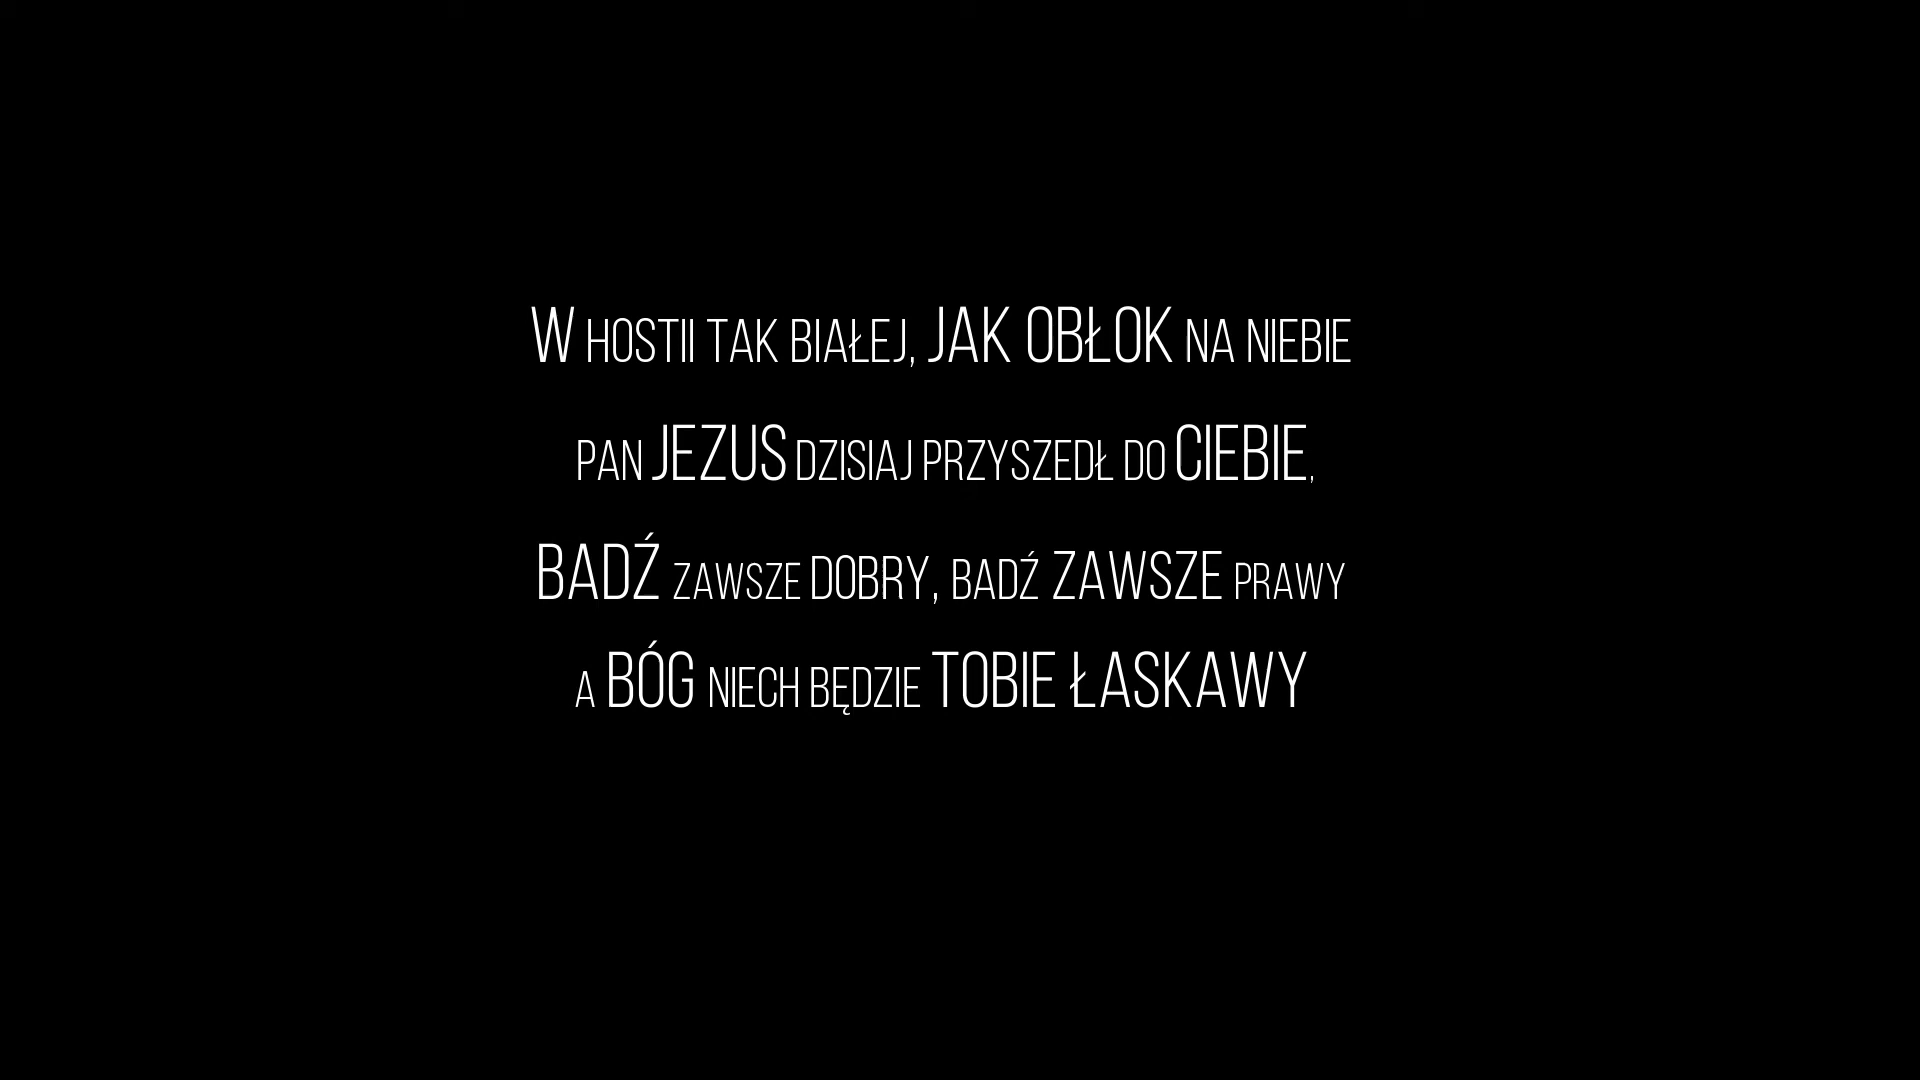 W HOSTII TAK BIAŁEJ, JAK OBŁOK NA NIEBIE
PAN JEZUS DZISIAJ PRZYSZEDŁ DO CIEBIE,
BADŹ ZAWSZE DOBRY, BADŹ ZAWSZE PRAWY
A BÓG NIECH BĘDZIE TOBIE ŁASKAWY